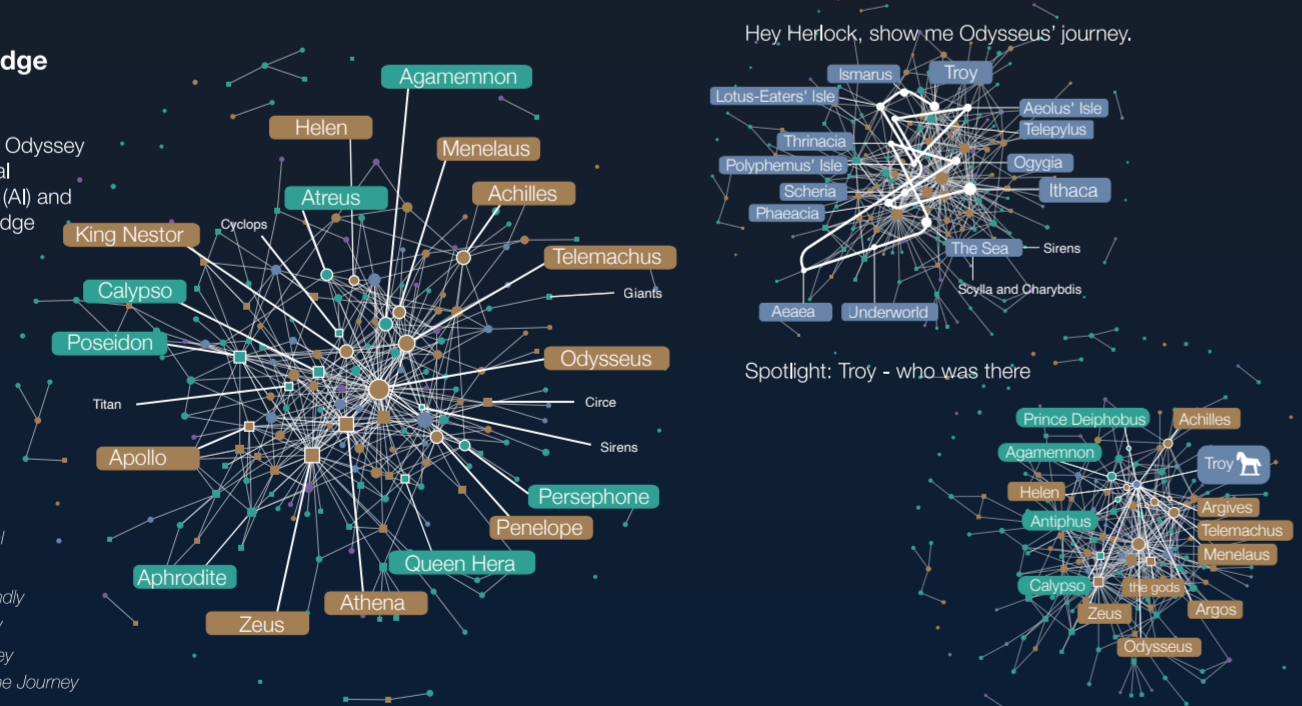 dge
Odyssey
al
(AI) and
dge
l
ndly
y
ey
ne Journey
Agamemnon
Helen
Menelaus
Atreus
Achilles
Cyclops
King Nestor
Telemachus
Calypso
Giants
Poseidon
Odysseus
Titan
Circe
Sirens
Apollo
Persephone
Penelope
Queen Hera
Aphrodite
Athena
Zeus
Hey Herlock, show me Odysseus' journey.
Ismarus
Troy
Lotus-Eaters' Isle
Aeolus' Isle
Telepylus
Thrinacia
Polyphemus' Isle
Ogygia
Scheria
Ithaca
Phaeacia
The Sea
Sirens
Scylla and Charybdis
Aeaea
Underworld
Spotlight: Troy - who was there
Prince Deiphobus
Achilles
Agamemnon
Troy
Helen
Argives
Antiphus
Telemachus
Menelaus
Calypso
the gods
Zeus
Argos
Odysseus